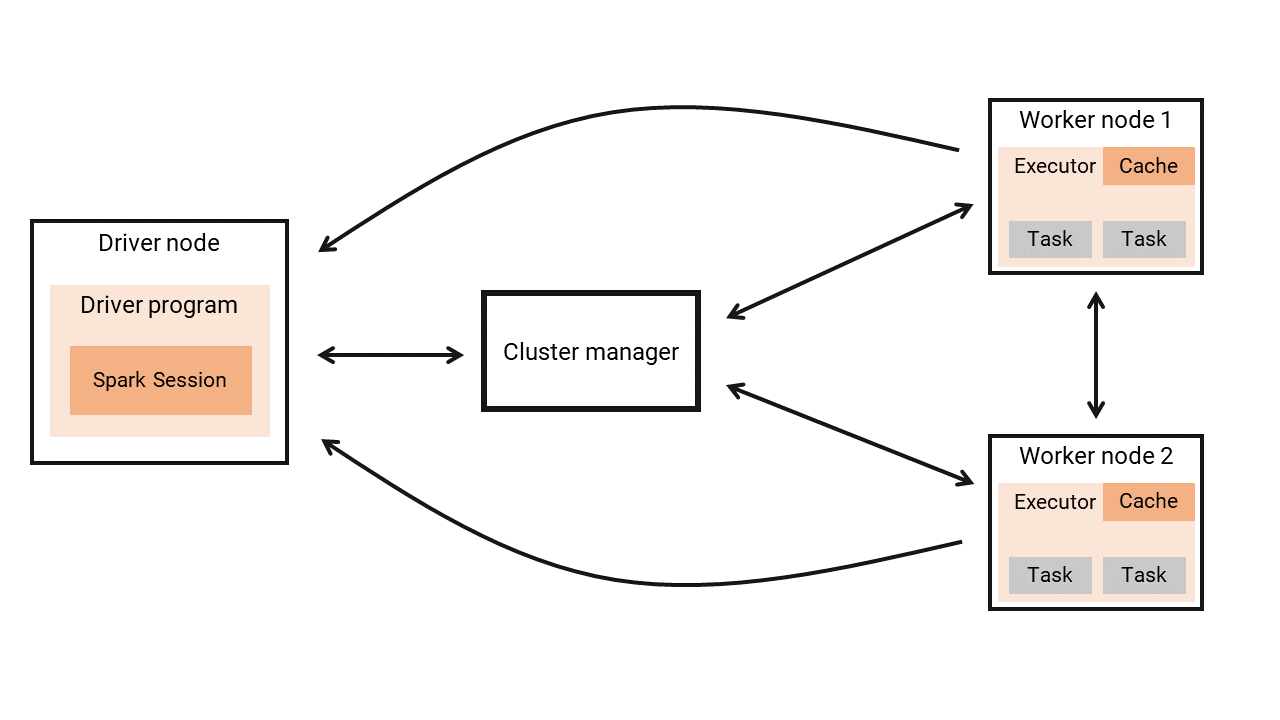 Driver node
Driver program
Spark Session
Cluster manager
Worker node 1
Executor Cache
Task Task
Worker node 2
Executor Cache
Task Task